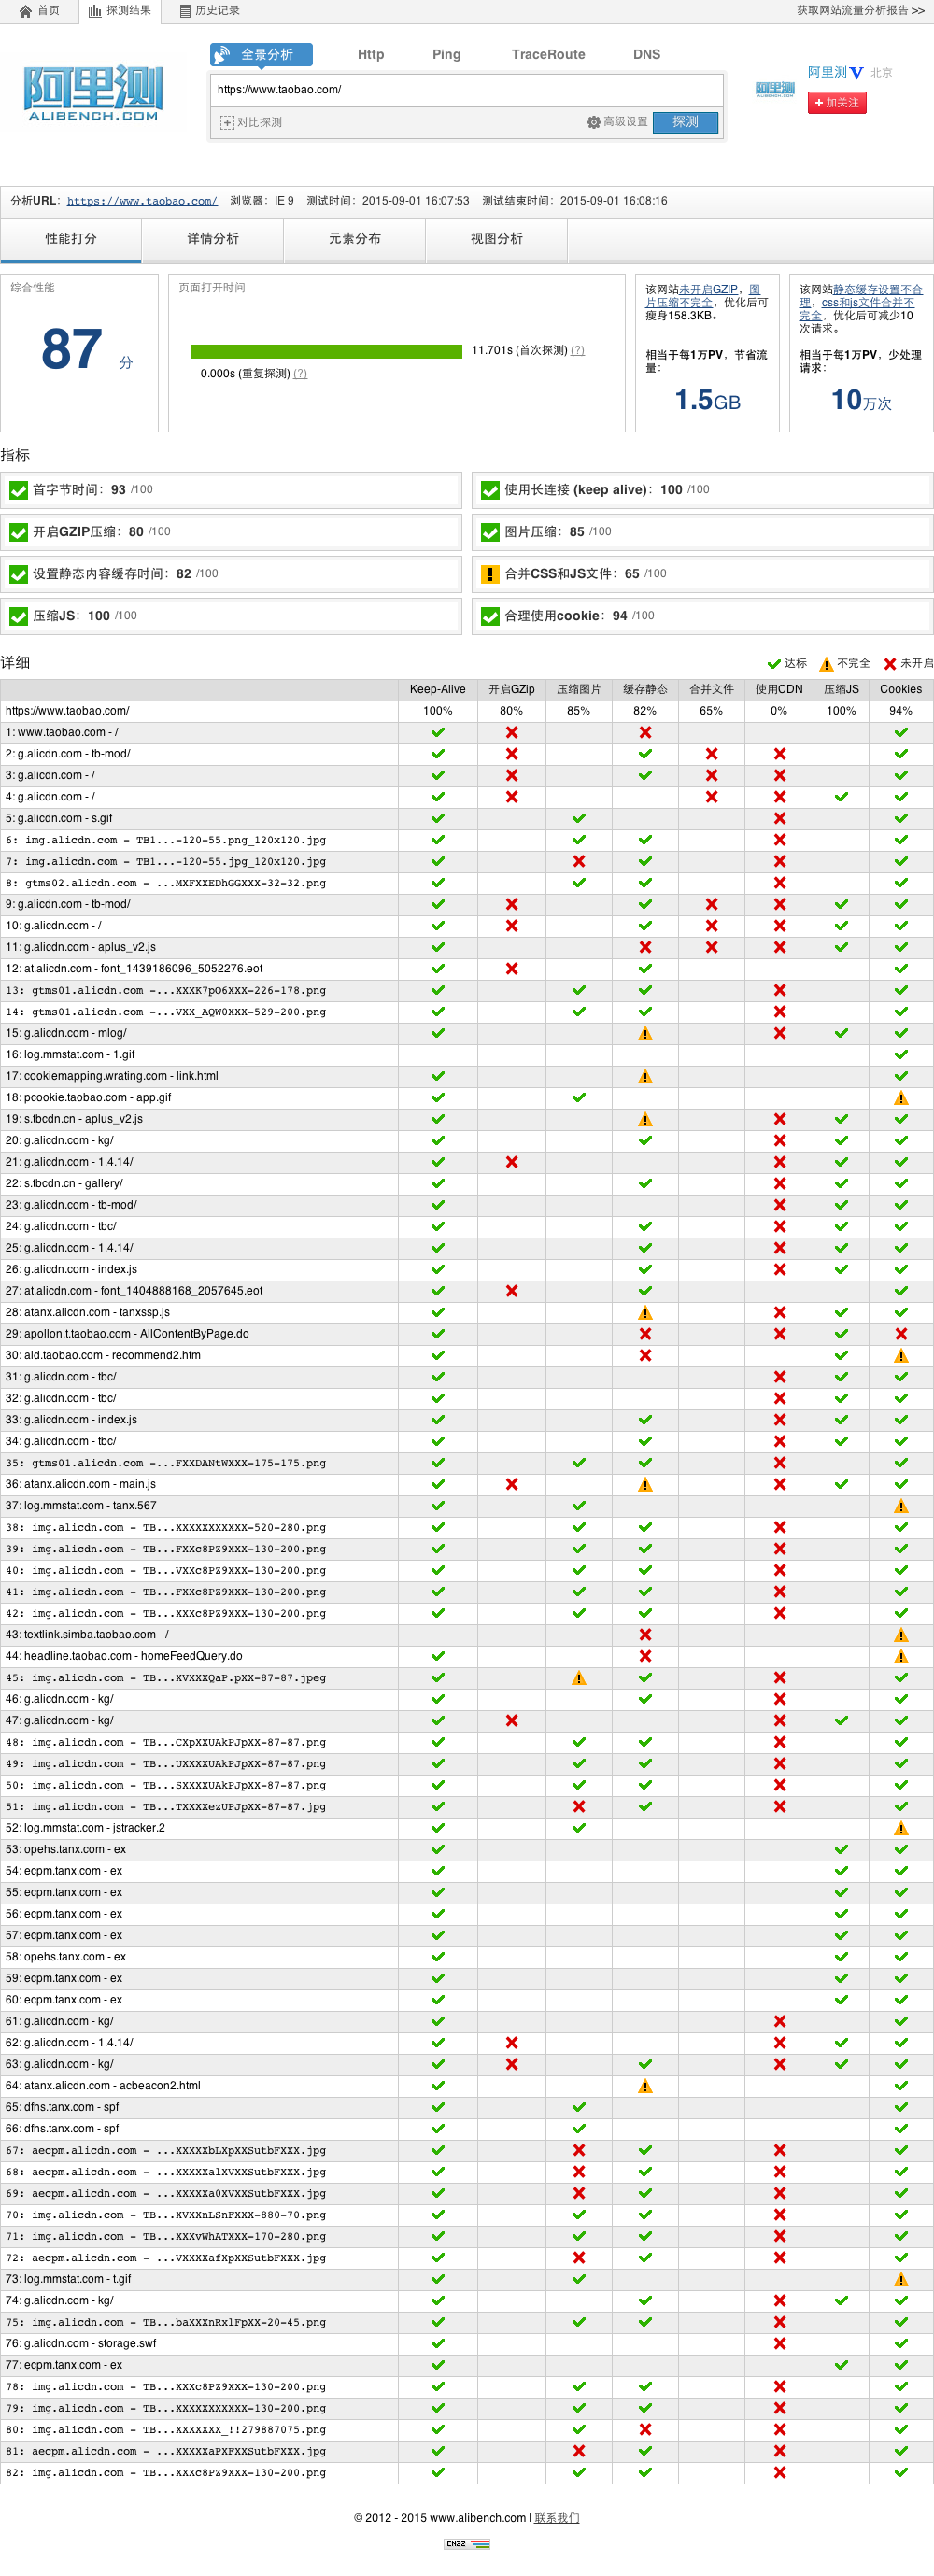 首页 探测结果 历史记录 获取网站流量分析报告 >>
全景分析 Http Ping TraceRoute DNS
阿里测 ALIBENCH.COM
https://www.taobao.com/
对比探测 高级设置 探测
阿里测 V 北京
+ 加关注
分析URL：https://www.taobao.com/ 浏览器：IE 9 测试时间：2015-09-01 16:07:53 测试结束时间：2015-09-01 16:08:16
性能打分 详情分析 元素分布 视图分析
综合性能
87 分
页面打开时间
11.701s (首次探测) (?)
0.000s (重复探测) (?)
该网站未开启GZIP，图
片压缩不完全，优化后可
瘦身158.3KB。
相当于每1万PV，节省流
量：
1.5GB
该网站静态缓存设置不合
理，css和js文件合并不
完全，优化后可减少10
次请求。
相当于每1万PV，少处理
请求：
10万次
指标
首字节时间：93 /100 使用长连接 (keep alive)：100 /100
开启GZIP压缩：80 /100 图片压缩：85 /100
设置静态内容缓存时间：82 /100 合并CSS和JS文件：65 /100
压缩JS：100 /100 合理使用cookie：94 /100
详细 达标 不完全 未开启
Keep-Alive 开启GZip 压缩图片 缓存静态 合并文件 使用CDN 压缩JS Cookies
https://www.taobao.com/ 100% 80% 85% 82% 65% 0% 100% 94%
1: www.taobao.com - /
2: g.alicdn.com - tb-mod/
3: g.alicdn.com - /
4: g.alicdn.com - /
5: g.alicdn.com - s.gif
6: img.alicdn.com - TB1...-120-55.png_120x120.jpg
7: img.alicdn.com - TB1...-120-55.jpg_120x120.jpg
8: gtms02.alicdn.com - ...MXFXXEDhGGXXX-32-32.png
9: g.alicdn.com - tb-mod/
10: g.alicdn.com - /
11: g.alicdn.com - aplus_v2.js
12: at.alicdn.com - font_1439186096_5052276.eot
13: gtms01.alicdn.com -...XXXK7pO6XXX-226-178.png
14: gtms01.alicdn.com -...VXX_AQW0XXX-529-200.png
15: g.alicdn.com - mlog/
16: log.mmstat.com - 1.gif
17: cookiemapping.wrating.com - link.html
18: pcookie.taobao.com - app.gif
19: s.tbcdn.cn - aplus_v2.js
20: g.alicdn.com - kg/
21: g.alicdn.com - 1.4.14/
22: s.tbcdn.cn - gallery/
23: g.alicdn.com - tb-mod/
24: g.alicdn.com - tbc/
25: g.alicdn.com - 1.4.14/
26: g.alicdn.com - index.js
27: at.alicdn.com - font_1404888168_2057645.eot
28: atanx.alicdn.com - tanxssp.js
29: apollon.t.taobao.com - AllContentByPage.do
30: ald.taobao.com - recommend2.htm
31: g.alicdn.com - tbc/
32: g.alicdn.com - tbc/
33: g.alicdn.com - index.js
34: g.alicdn.com - tbc/
35: gtms01.alicdn.com -...FXXDANtWXXX-175-175.png
36: atanx.alicdn.com - main.js
37: log.mmstat.com - tanx.567
38: img.alicdn.com - TB...XXXXXXXXXXX-520-280.png
39: img.alicdn.com - TB...FXXc8PZ9XXX-130-200.png
40: img.alicdn.com - TB...VXXc8PZ9XXX-130-200.png
41: img.alicdn.com - TB...FXXc8PZ9XXX-130-200.png
42: img.alicdn.com - TB...XXXc8PZ9XXX-130-200.png
43: textlink.simba.taobao.com - /
44: headline.taobao.com - homeFeedQuery.do
45: img.alicdn.com - TB...XVXXXQaP.pXX-87-87.jpeg
46: g.alicdn.com - kg/
47: g.alicdn.com - kg/
48: img.alicdn.com - TB...CXpXXUAkPJpXX-87-87.png
49: img.alicdn.com - TB...UXXXXUAkPJpXX-87-87.png
50: img.alicdn.com - TB...SXXXXUAkPJpXX-87-87.png
51: img.alicdn.com - TB...TXXXXezUPJpXX-87-87.jpg
52: log.mmstat.com - jstracker.2
53: opehs.tanx.com - ex
54: ecpm.tanx.com - ex
55: ecpm.tanx.com - ex
56: ecpm.tanx.com - ex
57: ecpm.tanx.com - ex
58: opehs.tanx.com - ex
59: ecpm.tanx.com - ex
60: ecpm.tanx.com - ex
61: g.alicdn.com - kg/
62: g.alicdn.com - 1.4.14/
63: g.alicdn.com - kg/
64: atanx.alicdn.com - acbeacon2.html
65: dfhs.tanx.com - spf
66: dfhs.tanx.com - spf
67: aecpm.alicdn.com - ...XXXXXbLXpXXSutbFXXX.jpg
68: aecpm.alicdn.com - ...XXXXXalXVXXSutbFXXX.jpg
69: aecpm.alicdn.com - ...XXXXXa0XVXXSutbFXXX.jpg
70: img.alicdn.com - TB...XVXXnLSnFXXX-880-70.png
71: img.alicdn.com - TB...XXXvWhATXXX-170-280.png
72: aecpm.alicdn.com - ...VXXXXafXpXXSutbFXXX.jpg
73: log.mmstat.com - t.gif
74: g.alicdn.com - kg/
75: img.alicdn.com - TB...baXXXnRxlFpXX-20-45.png
76: g.alicdn.com - storage.swf
77: ecpm.tanx.com - ex
78: img.alicdn.com - TB...XXXc8PZ9XXX-130-200.png
79: img.alicdn.com - TB...XXXXXXXXXXX-130-200.png
80: img.alicdn.com - TB...XXXXXXX_!!279887075.png
81: aecpm.alicdn.com - ...XXXXXaPXFXXSutbFXXX.jpg
82: img.alicdn.com - TB...XXXc8PZ9XXX-130-200.png
© 2012 - 2015 www.alibench.com | 联系我们
CNZZ